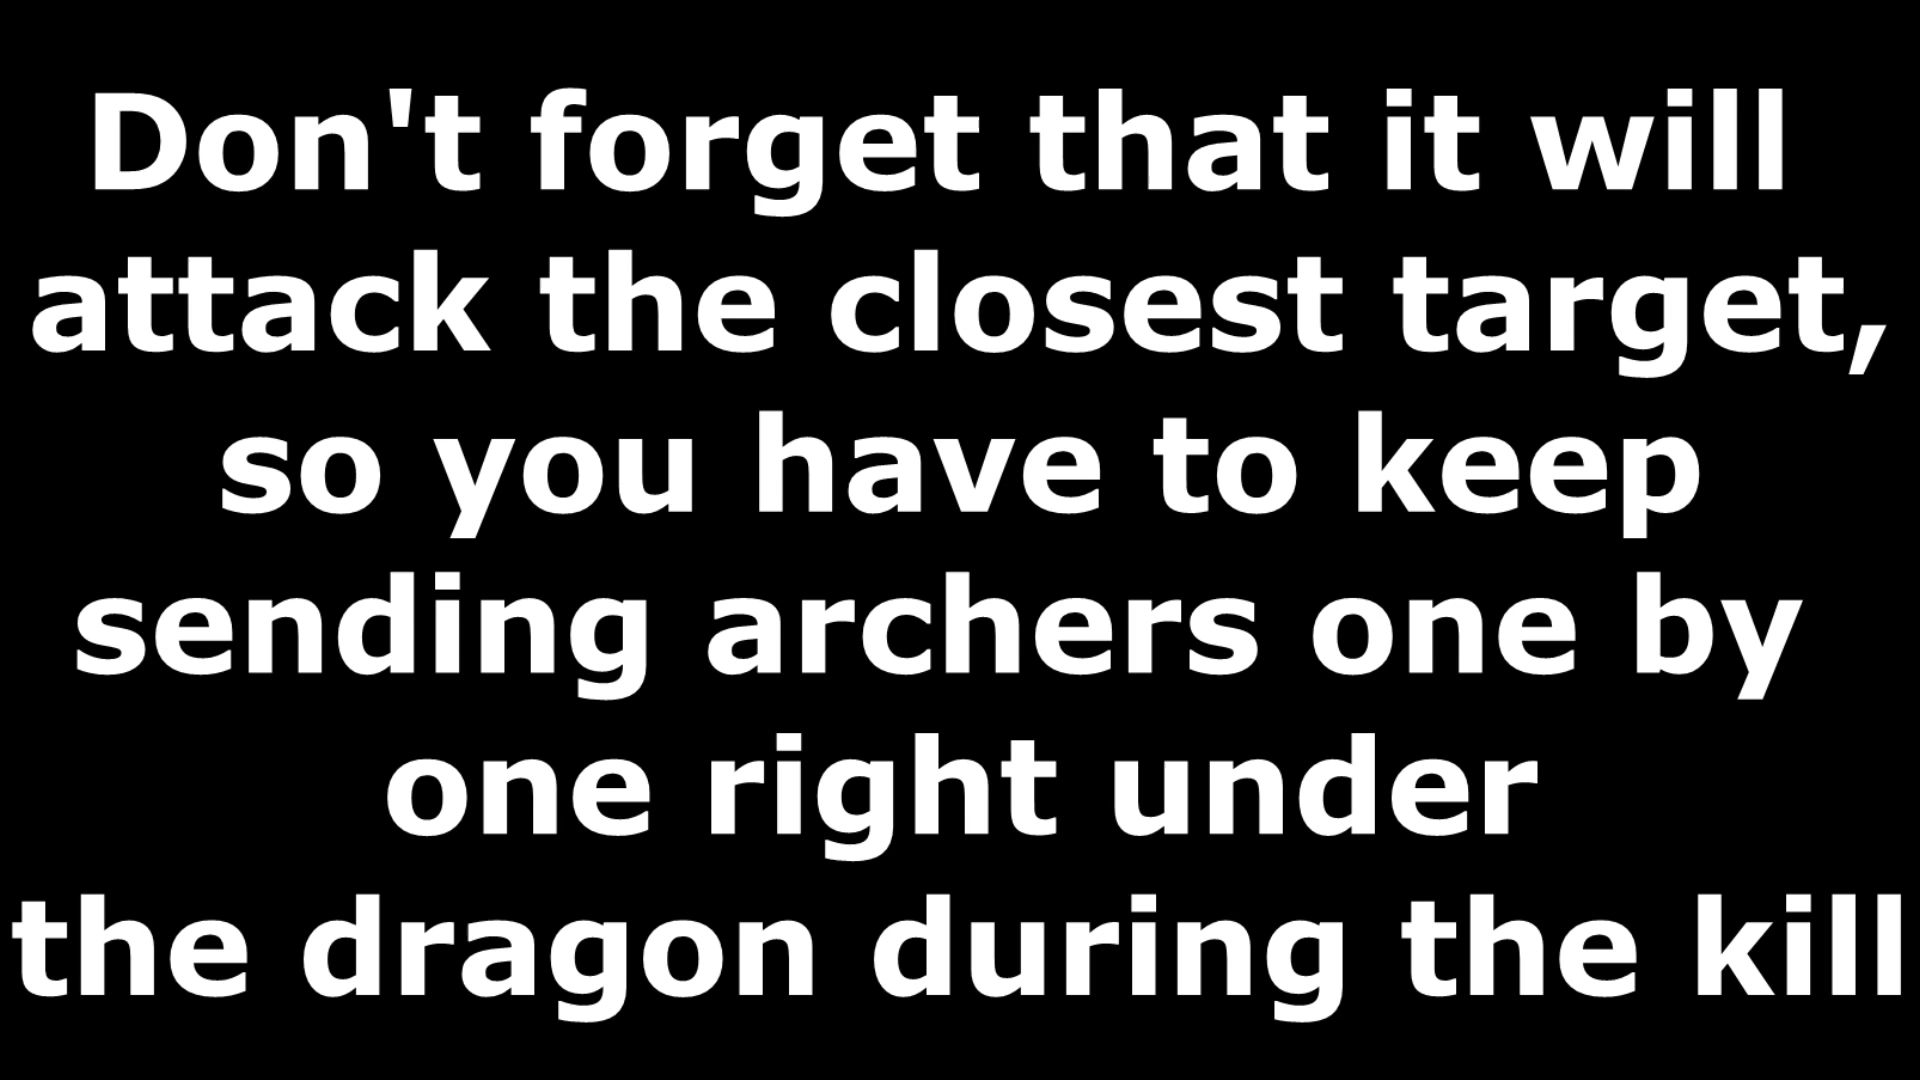 Don't forget that it will
attack the closest target,
so you have to keep
sending archers one by
one right under
the dragon during the kill